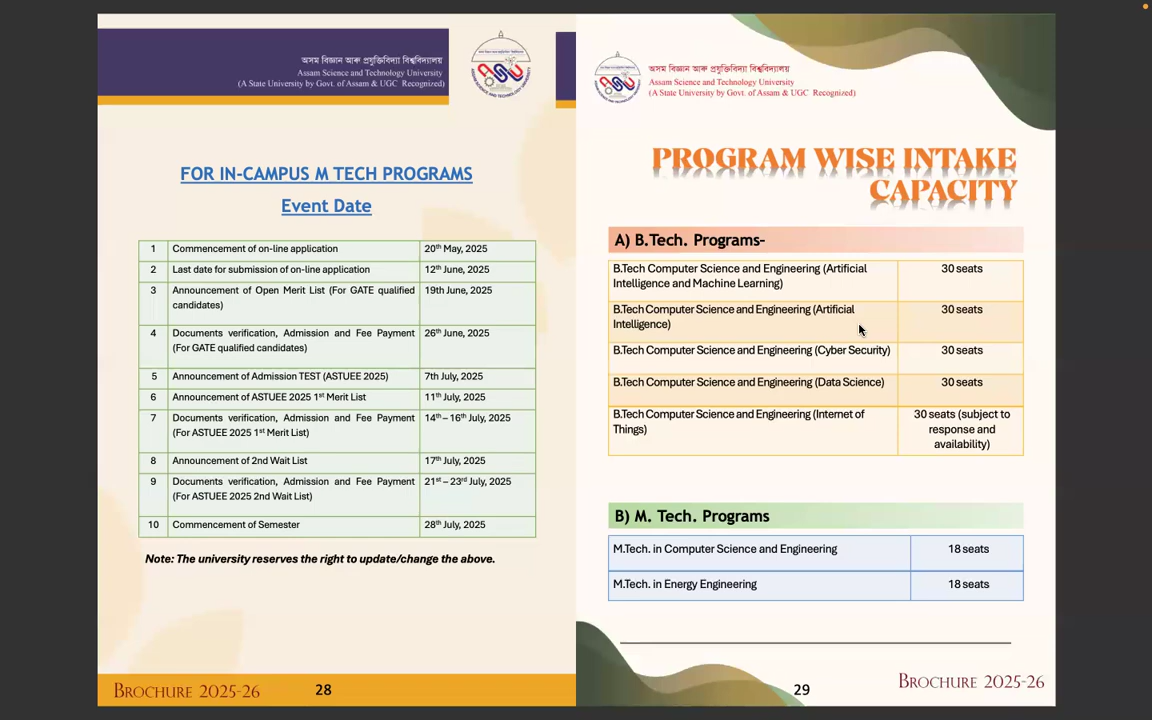 অসম বিজ্ঞান আৰু প্ৰযুক্তিবিদ্যা বিশ্ববিদ্যালয়
Assam Science and Technology University
(A State University by Govt. of Assam & UGC Recognized)
FOR IN-CAMPUS M TECH PROGRAMS
Event Date
1 Commencement of on-line application 20th May, 2025
2 Last date for submission of on-line application 12th June, 2025
3 Announcement of Open Merit List (For GATE qualified 19th June, 2025
candidates)
4 Documents verification, Admission and Fee Payment 26th June, 2025
(For GATE qualified candidates)
5 Announcement of Admission TEST (ASTUEE 2025) 7th July, 2025
6 Announcement of ASTUEE 2025 1st Merit List 11th July, 2025
7 Documents verification, Admission and Fee Payment 14th – 16th July, 2025
(For ASTUEE 2025 1st Merit List)
8 Announcement of 2nd Wait List 17th July, 2025
9 Documents verification, Admission and Fee Payment 21st – 23rd July, 2025
(For ASTUEE 2025 2nd Wait List)
10 Commencement of Semester 28th July, 2025
Note: The university reserves the right to update/change the above.
BROCHURE 2025-26
28
অসম বিজ্ঞান আৰু প্ৰযুক্তিবিদ্যা বিশ্ববিদ্যালয়
Assam Science and Technology University
(A State University by Govt. of Assam & UGC Recognized)
PROGRAM WISE INTAKE
CAPACITY
A) B.Tech. Programs-
B.Tech Computer Science and Engineering (Artificial 30 seats
Intelligence and Machine Learning)
B.Tech Computer Science and Engineering (Artificial 30 seats
Intelligence)
B.Tech Computer Science and Engineering (Cyber Security) 30 seats
B.Tech Computer Science and Engineering (Data Science) 30 seats
B.Tech Computer Science and Engineering (Internet of 30 seats (subject to
Things) response and
availability)
B) M. Tech. Programs
M.Tech. in Computer Science and Engineering 18 seats
M.Tech. in Energy Engineering 18 seats
29
BROCHURE 2025-26